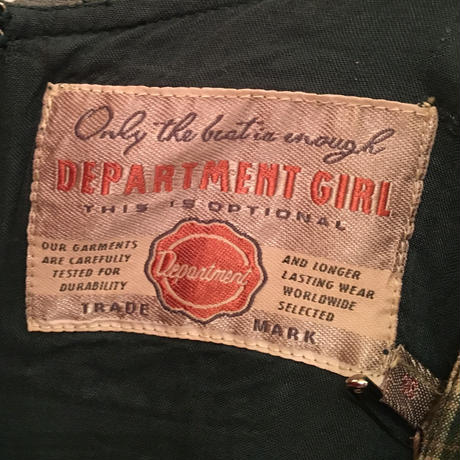 Only the best is enough
DEPARTMENT GIRL
THIS IS OPTIONAL
OUR GARMENTS
ARE CAREFULLY
TESTED FOR
DURABILITY
Department
AND LONGER
LASTING WEAR
WORLDWIDE
SELECTED
TRADE MARK